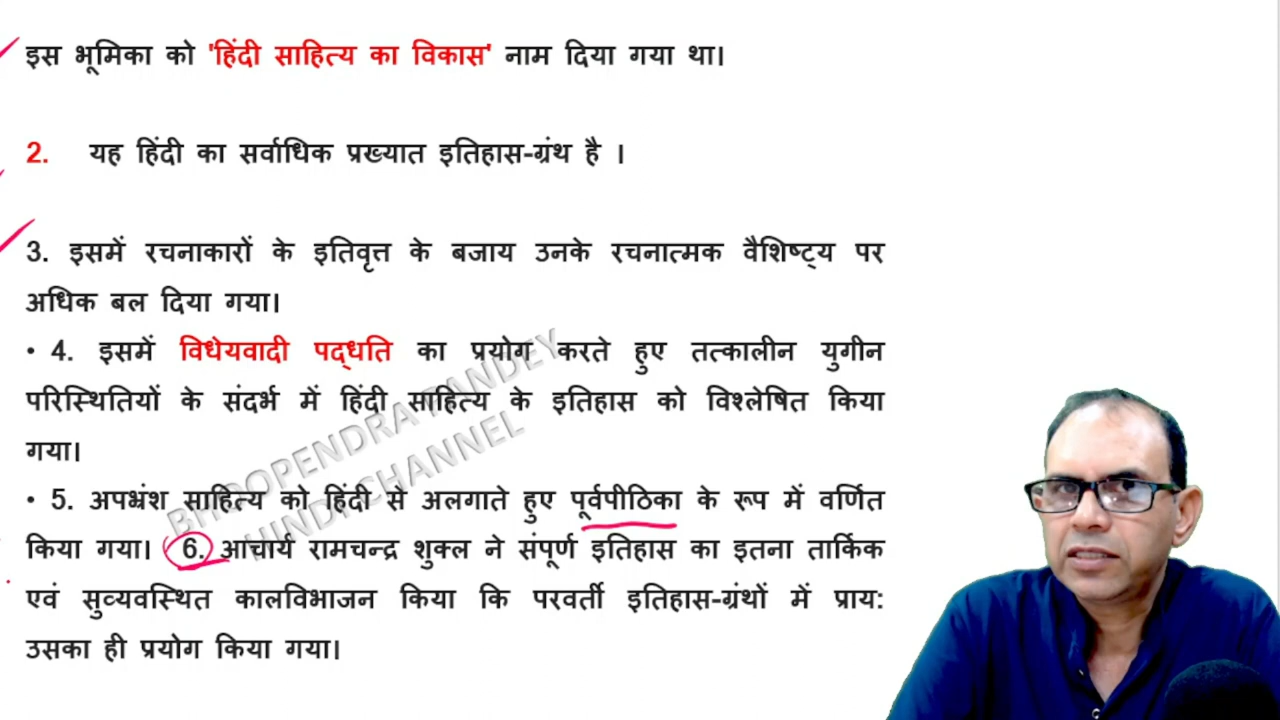 इस भूमिका को 'हिंदी साहित्य का विकास' नाम दिया गया था।
2. यह हिंदी का सर्वाधिक प्रख्यात इतिहास-ग्रंथ है ।
3. इसमें रचनाकारों के इतिवृत्त के बजाय उनके रचनात्मक वैशिष्ट्य पर
अधिक बल दिया गया।
• 4. इसमें विधेयवादी पद्धति का प्रयोग करते हुए तत्कालीन युगीन
परिस्थितियों के संदर्भ में हिंदी साहित्य के इतिहास को विश्लेषित किया
गया।
• 5. अपभ्रंश साहित्य को हिंदी से अलगाते हुए पूर्वपीठिका के रूप में वर्णित
किया गया। 6. आचार्य रामचन्द्र शुक्ल ने संपूर्ण इतिहास का इतना तार्किक
एवं सुव्यवस्थित कालविभाजन किया कि परवर्ती इतिहास-ग्रंथों में प्राय:
उसका ही प्रयोग किया गया।
BHOOPENDRA PANDEY
HINDI CHANNEL